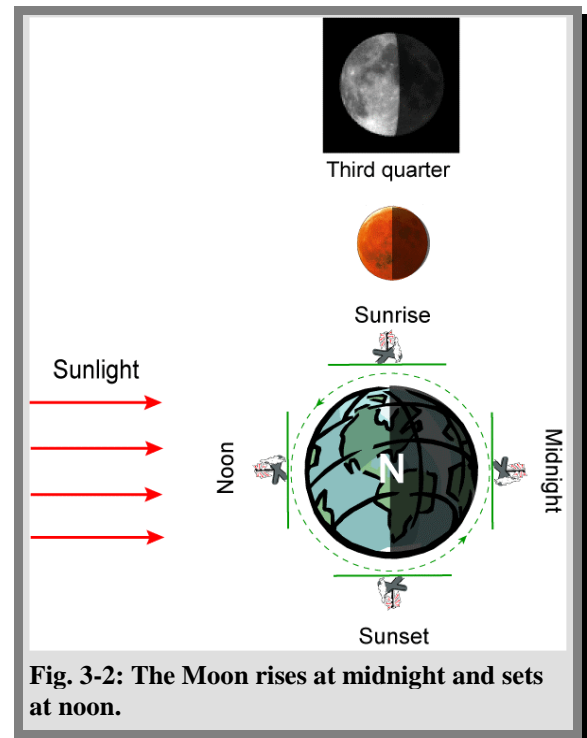 Third quarter
Sunrise
Sunlight
Noon
N
Midnight
Sunset
Fig. 3-2: The Moon rises at midnight and sets
at noon.